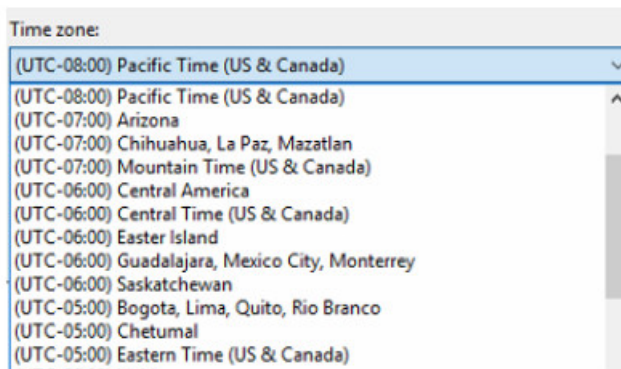 Time zone:
(UTC-08:00) Pacific Time (US & Canada)
(UTC-08:00) Pacific Time (US & Canada)
(UTC-07:00) Arizona
(UTC-07:00) Chihuahua, La Paz, Mazatlan
(UTC-07:00) Mountain Time (US & Canada)
(UTC-06:00) Central America
(UTC-06:00) Central Time (US & Canada)
(UTC-06:00) Easter Island
(UTC-06:00) Guadalajara, Mexico City, Monterrey
(UTC-06:00) Saskatchewan
(UTC-05:00) Bogota, Lima, Quito, Rio Branco
(UTC-05:00) Chetumal
(UTC-05:00) Eastern Time (US & Canada)